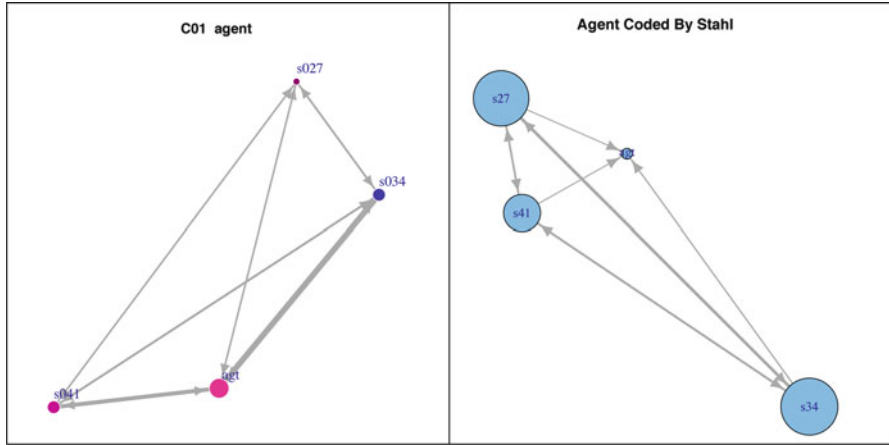 C01 agent
s027
s034
agt
s041
Agent Coded By Stahl
s27
s41
s34